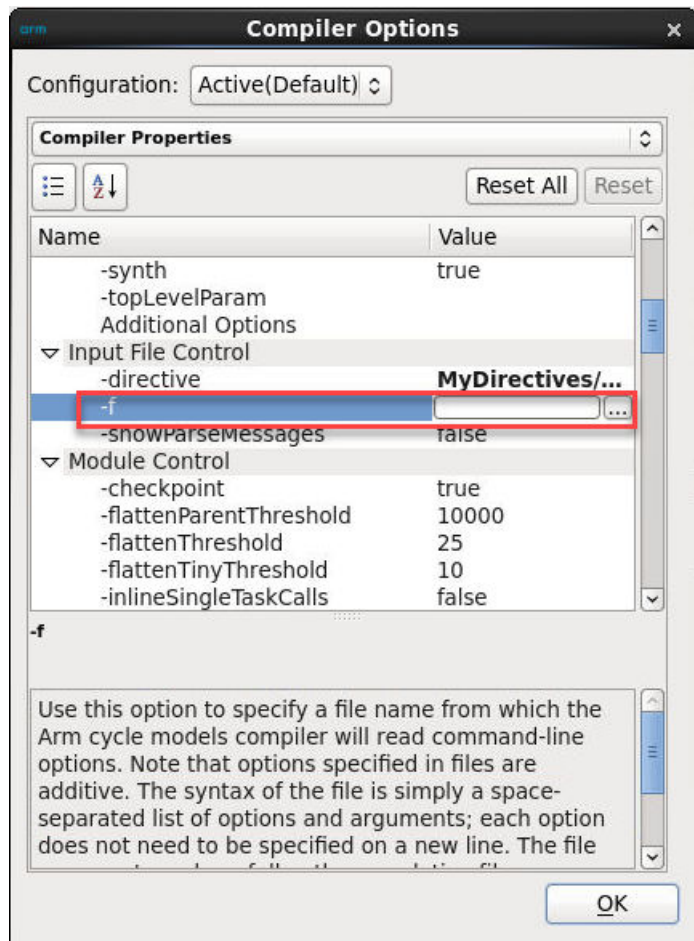 arm Compiler Options
Configuration: Active(Default)
Compiler Properties
Reset All Reset
Name Value
-synth true
-topLevelParam
Additional Options
Input File Control
-directive MyDirectives/...
-f ...
-showParseMessages false
Module Control
-checkpoint true
-flattenParentThreshold 10000
-flattenThreshold 25
-flattenTinyThreshold 10
-inlineSingleTaskCalls false
-f
Use this option to specify a file name from which the
Arm cycle models compiler will read command-line
options. Note that options specified in files are
additive. The syntax of the file is simply a space-
separated list of options and arguments; each option
does not need to be specified on a new line. The file
OK